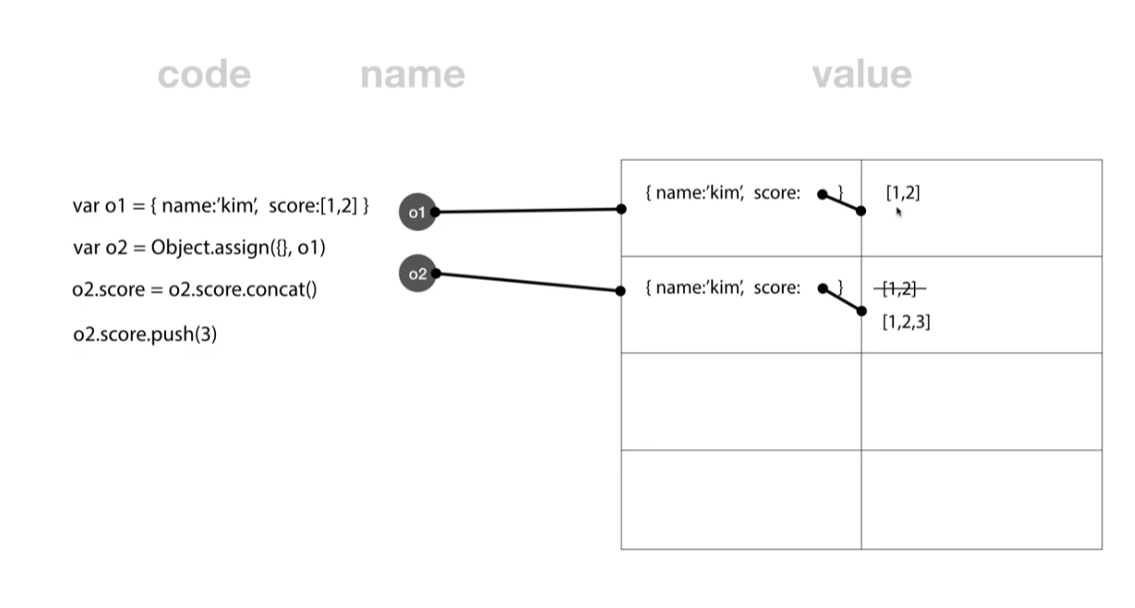 code name value
var o1 = { name:'kim', score:[1,2] }
o1
{ name:'kim', score: }
[1,2]
var o2 = Object.assign({}, o1)
o2
o2.score = o2.score.concat()
{ name:'kim', score: }
[1,2]
[1,2,3]
o2.score.push(3)